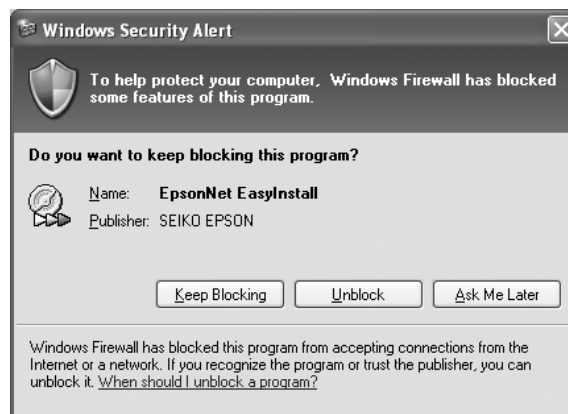 Windows Security Alert
To help protect your computer, Windows Firewall has blocked
some features of this program.
Do you want to keep blocking this program?
Name: EpsonNet EasyInstall
Publisher: SEIKO EPSON
Keep Blocking Unblock Ask Me Later
Windows Firewall has blocked this program from accepting connections from the
Internet or a network. If you recognize the program or trust the publisher, you can
unblock it. When should I unblock a program?